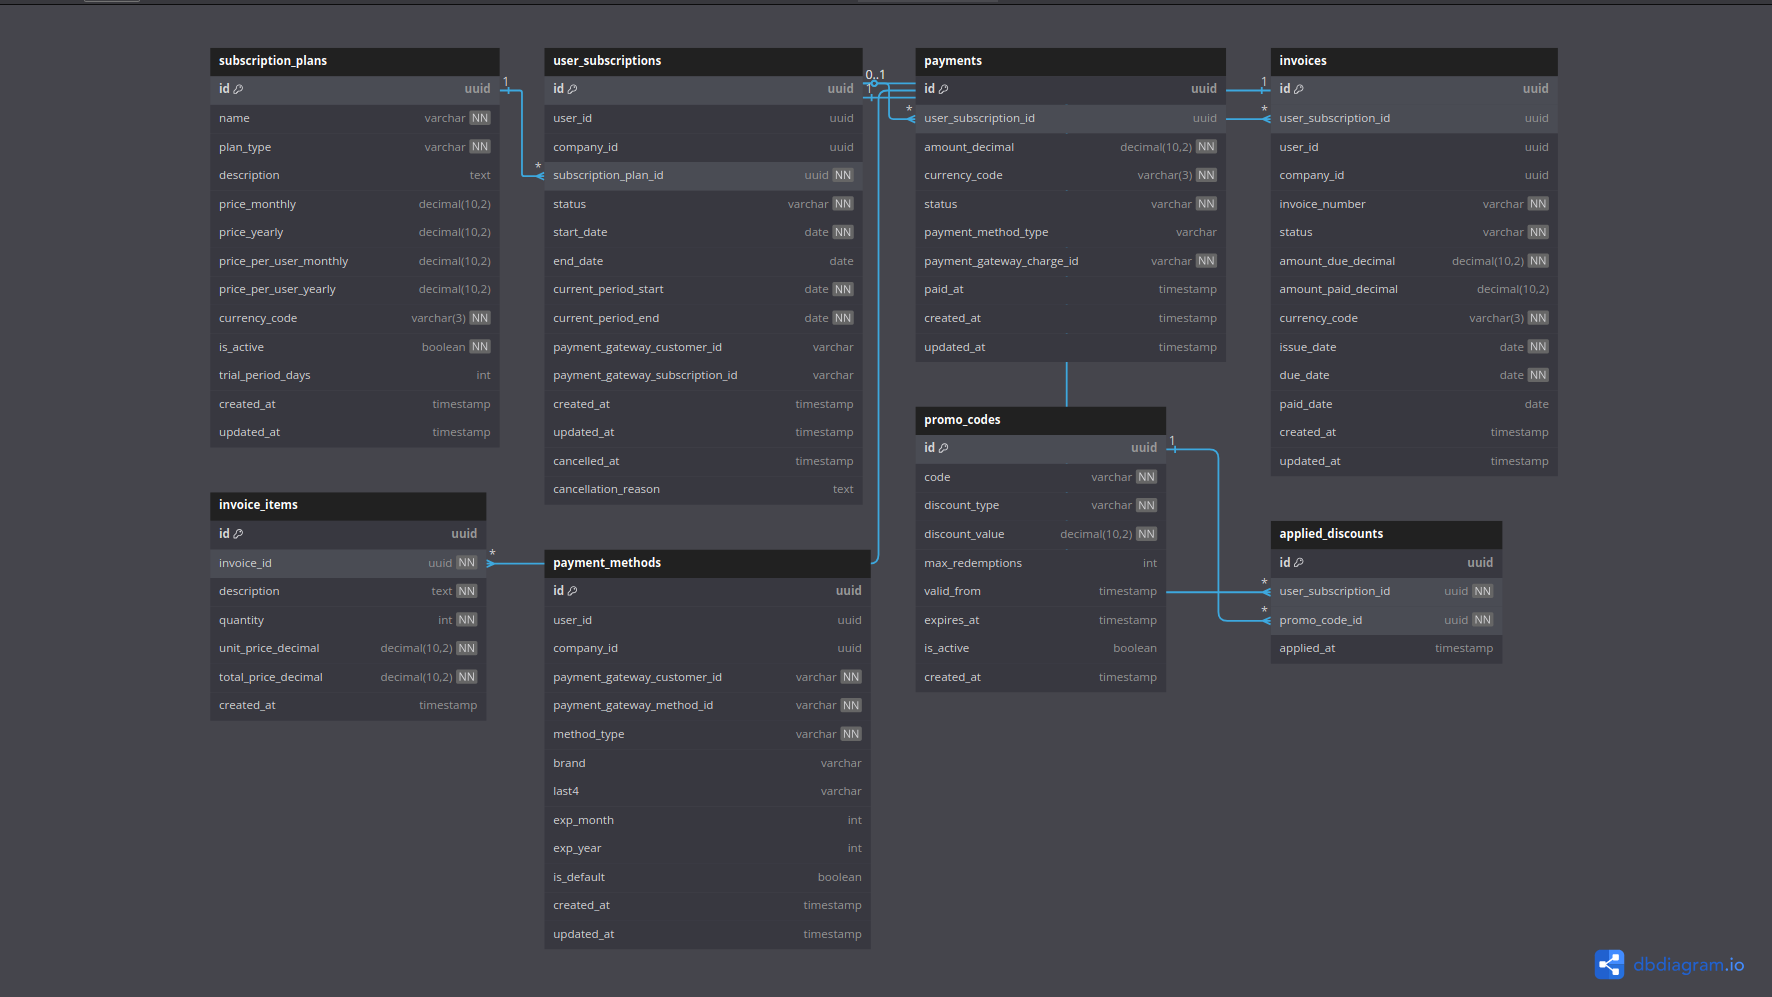 subscription_plans
id uuid
name varchar NN
plan_type varchar NN
description text
price_monthly decimal(10,2)
price_yearly decimal(10,2)
price_per_user_monthly decimal(10,2)
price_per_user_yearly decimal(10,2)
currency_code varchar(3) NN
is_active boolean NN
trial_period_days int
created_at timestamp
updated_at timestamp
1
*
user_subscriptions
id uuid
user_id uuid
company_id uuid
subscription_plan_id uuid NN
status varchar NN
start_date date NN
end_date date
current_period_start date NN
current_period_end date NN
payment_gateway_customer_id varchar
payment_gateway_subscription_id varchar
created_at timestamp
updated_at timestamp
cancelled_at timestamp
cancellation_reason text
0..1
1
*
payments
id uuid
user_subscription_id uuid
amount_decimal decimal(10,2) NN
currency_code varchar(3) NN
status varchar NN
payment_method_type varchar
payment_gateway_charge_id varchar NN
paid_at timestamp
created_at timestamp
updated_at timestamp
1
*
invoices
id uuid
user_subscription_id uuid
user_id uuid
company_id uuid
invoice_number varchar NN
status varchar NN
amount_due_decimal decimal(10,2) NN
amount_paid_decimal decimal(10,2)
currency_code varchar(3) NN
issue_date date NN
due_date date NN
paid_date date
created_at timestamp
updated_at timestamp
invoice_items
id uuid
invoice_id uuid NN
description text NN
quantity int NN
unit_price_decimal decimal(10,2) NN
total_price_decimal decimal(10,2) NN
created_at timestamp
*
payment_methods
id uuid
user_id uuid
company_id uuid
payment_gateway_customer_id varchar NN
payment_gateway_method_id varchar NN
method_type varchar NN
brand varchar
last4 varchar
exp_month int
exp_year int
is_default boolean
created_at timestamp
updated_at timestamp
promo_codes
id uuid
code varchar NN
discount_type varchar NN
discount_value decimal(10,2) NN
max_redemptions int
valid_from timestamp
expires_at timestamp
is_active boolean
created_at timestamp
1
*
*
applied_discounts
id uuid
user_subscription_id uuid NN
promo_code_id uuid NN
applied_at timestamp
dbdiagram.io